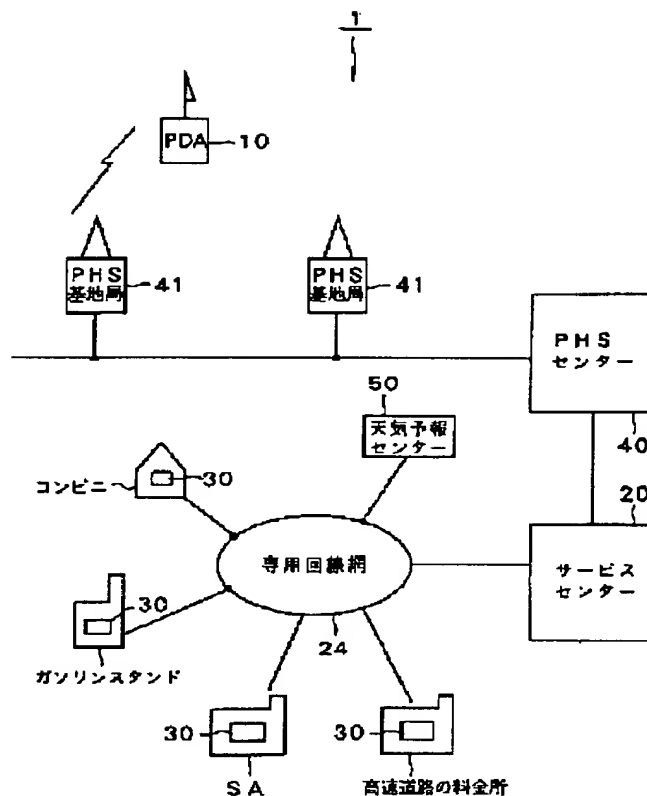 1
PDA
10
PHS
基地局
41
PHS
基地局
41
PHS
センター
40
50
天気予報
センター
コンビニ
30
20
専用回線網
サービス
センター
30
ガソリンスタンド
24
30
SA
30
高速道路の料金所